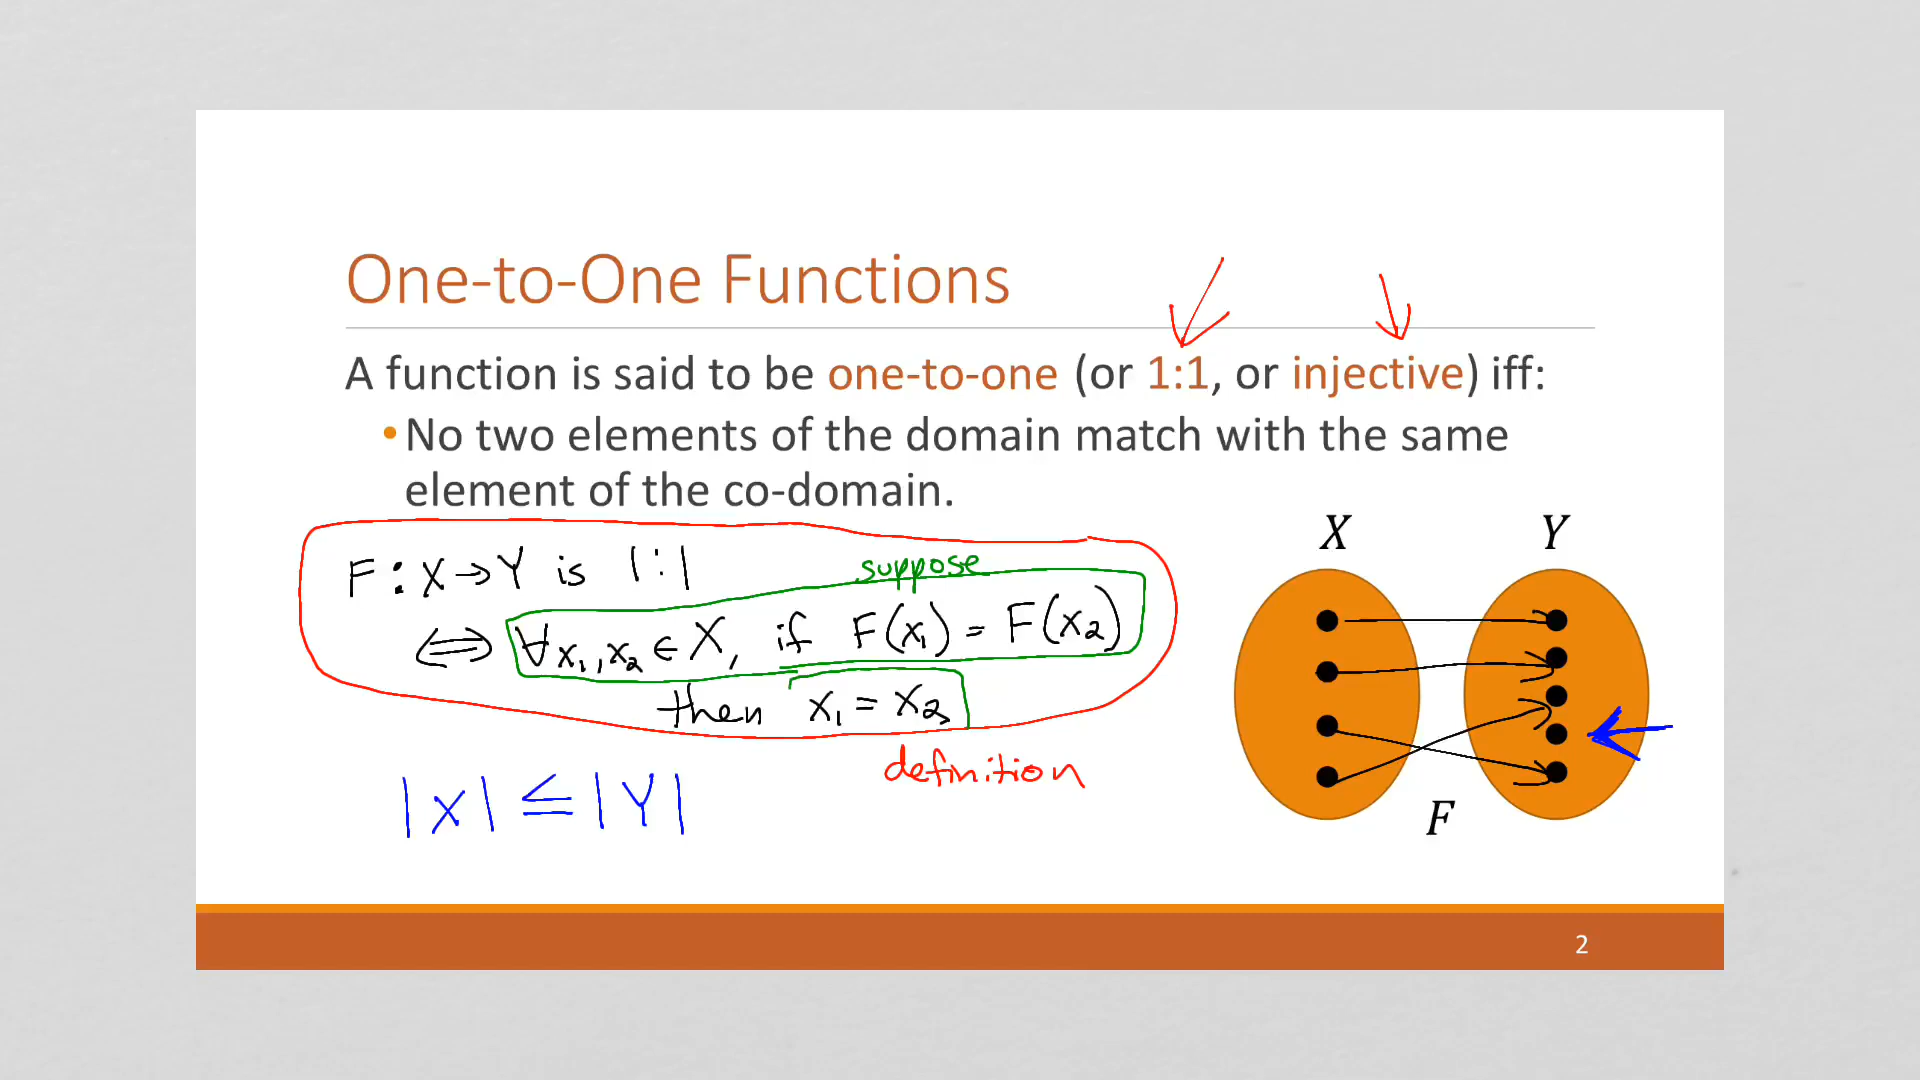 One-to-One Functions
A function is said to be one-to-one (or 1:1, or injective) iff:
•No two elements of the domain match with the same
element of the co-domain.
F: X→Y is 1:1
suppose
⟺ ∀x₁,x₂ ∈ X, if F(x₁) = F(x₂)
then x₁ = x₂
definition
|X| ≤ |Y|
X Y
F
2